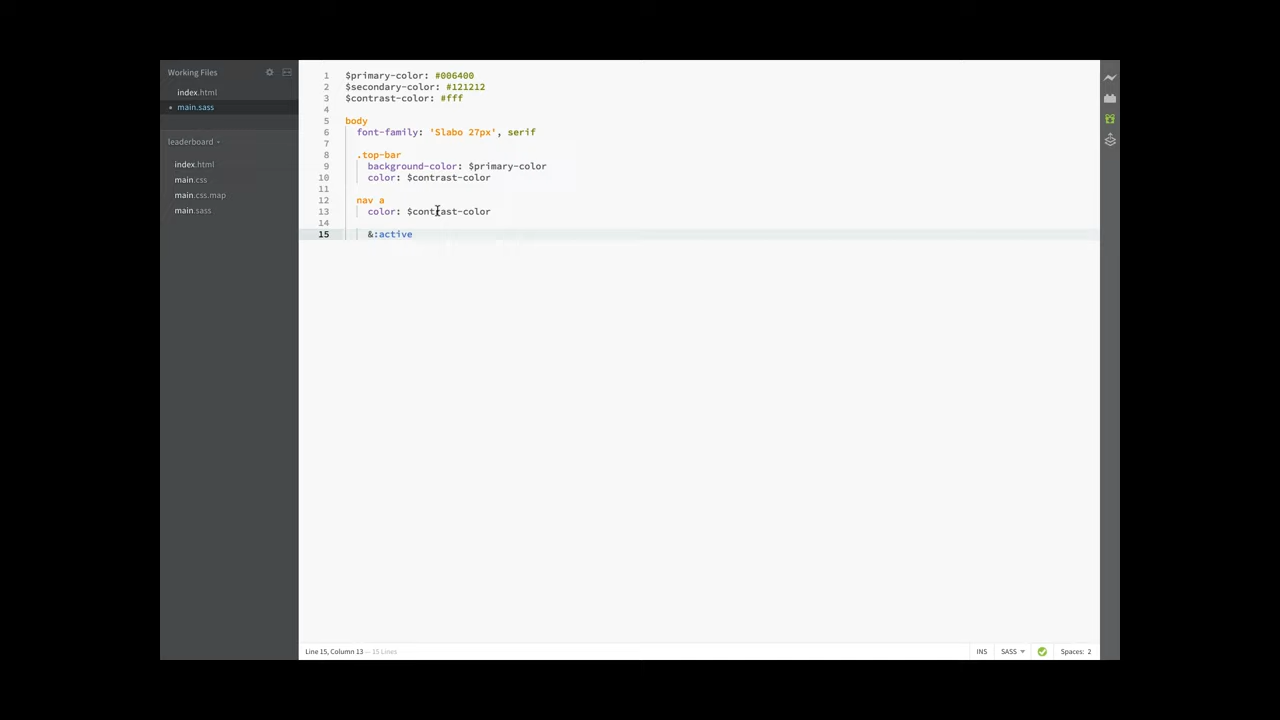 Working Files
index.html
• main.sass
leaderboard
index.html
main.css
main.css.map
main.sass
1 $primary-color: #006400
2 $secondary-color: #121212
3 $contrast-color: #fff
4
5 body
6 font-family: 'Slabo 27px', serif
7
8 .top-bar
9 background-color: $primary-color
10 color: $contrast-color
11
12 nav a
13 color: $contrast-color
14
15 &:active
Line 15, Column 13 — 15 Lines
INS SASS Spaces: 2